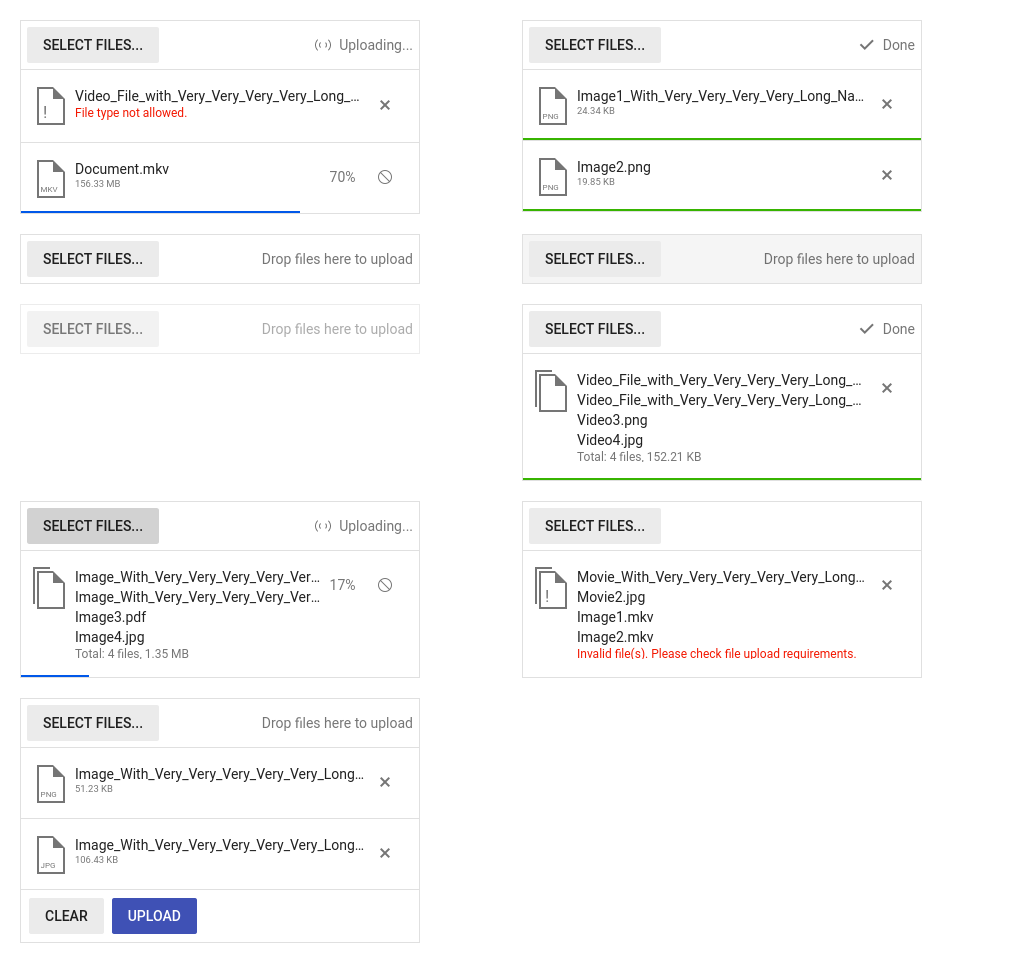 SELECT FILES...
Uploading...
Video_File_with_Very_Very_Very_Very_Long_...
File type not allowed.
MKV
Document.mkv
156.33 MB
70%
SELECT FILES...
Done
PNG
Image1_With_Very_Very_Very_Very_Long_Na...
24.34 KB
PNG
Image2.png
19.85 KB
SELECT FILES...
Drop files here to upload
SELECT FILES...
Drop files here to upload
SELECT FILES...
Drop files here to upload
SELECT FILES...
Done
Video_File_with_Very_Very_Very_Very_Long_...
Video_File_with_Very_Very_Very_Very_Long_...
Video3.png
Video4.jpg
Total: 4 files, 152.21 KB
SELECT FILES...
Uploading...
Image_With_Very_Very_Very_Very_Ver...
17%
Image_With_Very_Very_Very_Very_Ver...
Image3.pdf
Image4.jpg
Total: 4 files, 1.35 MB
SELECT FILES...
Movie_With_Very_Very_Very_Very_Very_Long...
Movie2.jpg
Image1.mkv
Image2.mkv
Invalid file(s). Please check file upload requirements.
SELECT FILES...
Drop files here to upload
PNG
Image_With_Very_Very_Very_Very_Very_Long...
51.23 KB
JPG
Image_With_Very_Very_Very_Very_Very_Long...
106.43 KB
CLEAR
UPLOAD